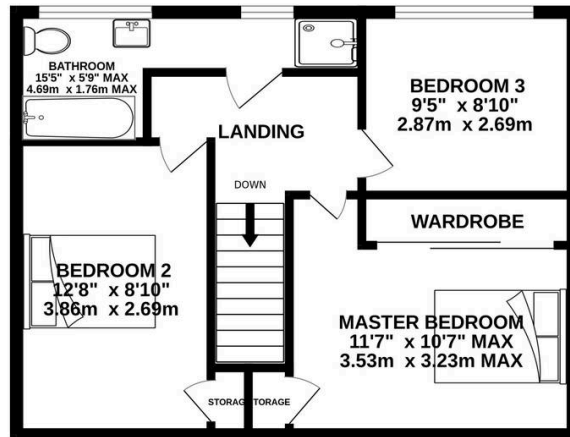 BATHROOM
15'5" x 5'9" MAX
4.69m x 1.76m MAX
BEDROOM 3
9'5" x 8'10"
2.87m x 2.69m
LANDING
DOWN
WARDROBE
BEDROOM 2
12'8" x 8'10"
3.86m x 2.69m
MASTER BEDROOM
11'7" x 10'7" MAX
3.53m x 3.23m MAX
STORAGE
STORAGE